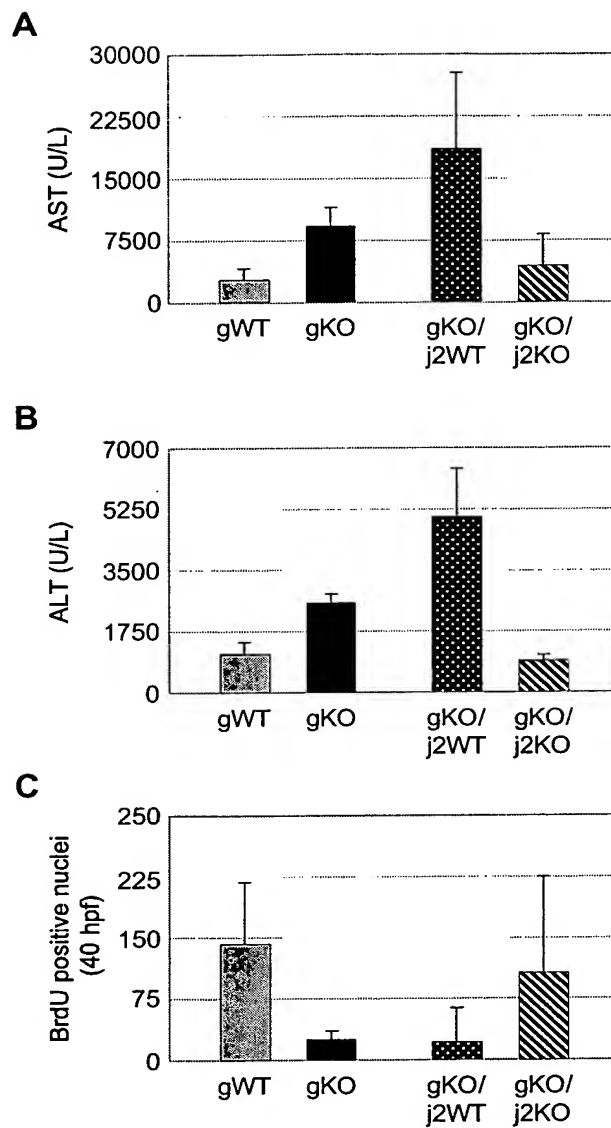 A
30000
22500
15000
7500
0
AST (U/L)
gWT
gKO
gKO/
j2WT
gKO/
j2KO
B
7000
5250
3500
1750
0
ALT (U/L)
gWT
gKO
gKO/
j2WT
gKO/
j2KO
C
250
225
150
75
0
BrdU positive nuclei
(40 hpf)
gWT
gKO
gKO/
j2WT
gKO/
j2KO